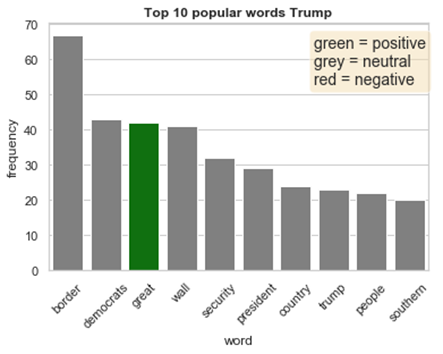 Top 10 popular words Trump
green = positive
grey = neutral
red = negative
frequency
70
60
50
40
30
20
10
0
border
democrats
great
wall
security
president
country
trump
people
southern
word